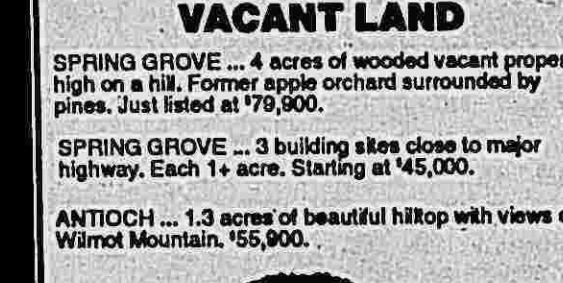 VACANT LAND
SPRING GROVE ... 4 acres of wooded vacant prope
high on a hill. Former apple orchard surrounded by
pines. Just listed at $79,900.
SPRING GROVE ... 3 building sites close to major
highway. Each 1+ acre. Starting at $45,000.
ANTIOCH ... 1.3 acres of beautiful hilltop with views
Wilmot Mountain. $55,900.